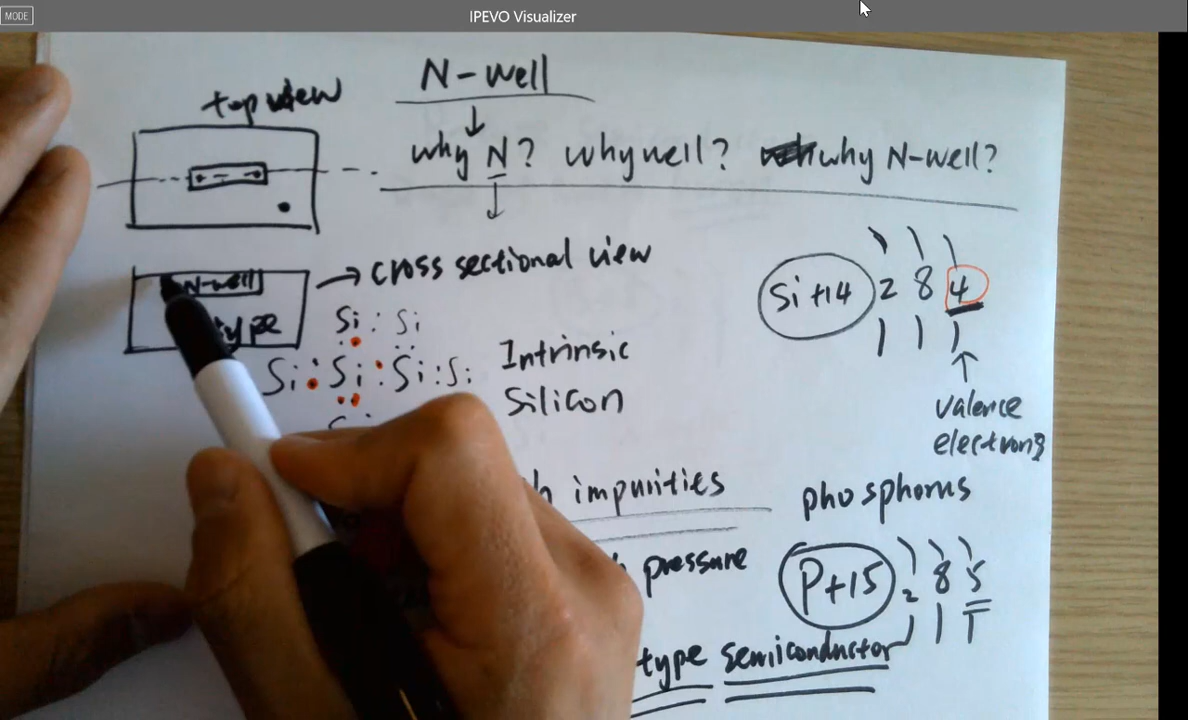 MODE
IPEVO Visualizer
N-well
top view
why N? why well? why N-well?
cross sectional view
N-well
type
Si +14 2 8 4
Si : Si
Si : Si : Si : Si
Intrinsic
Silicon
valence
electrons
impurities
phosphorus
pressure
P+15 2 8 5
type semiconductor